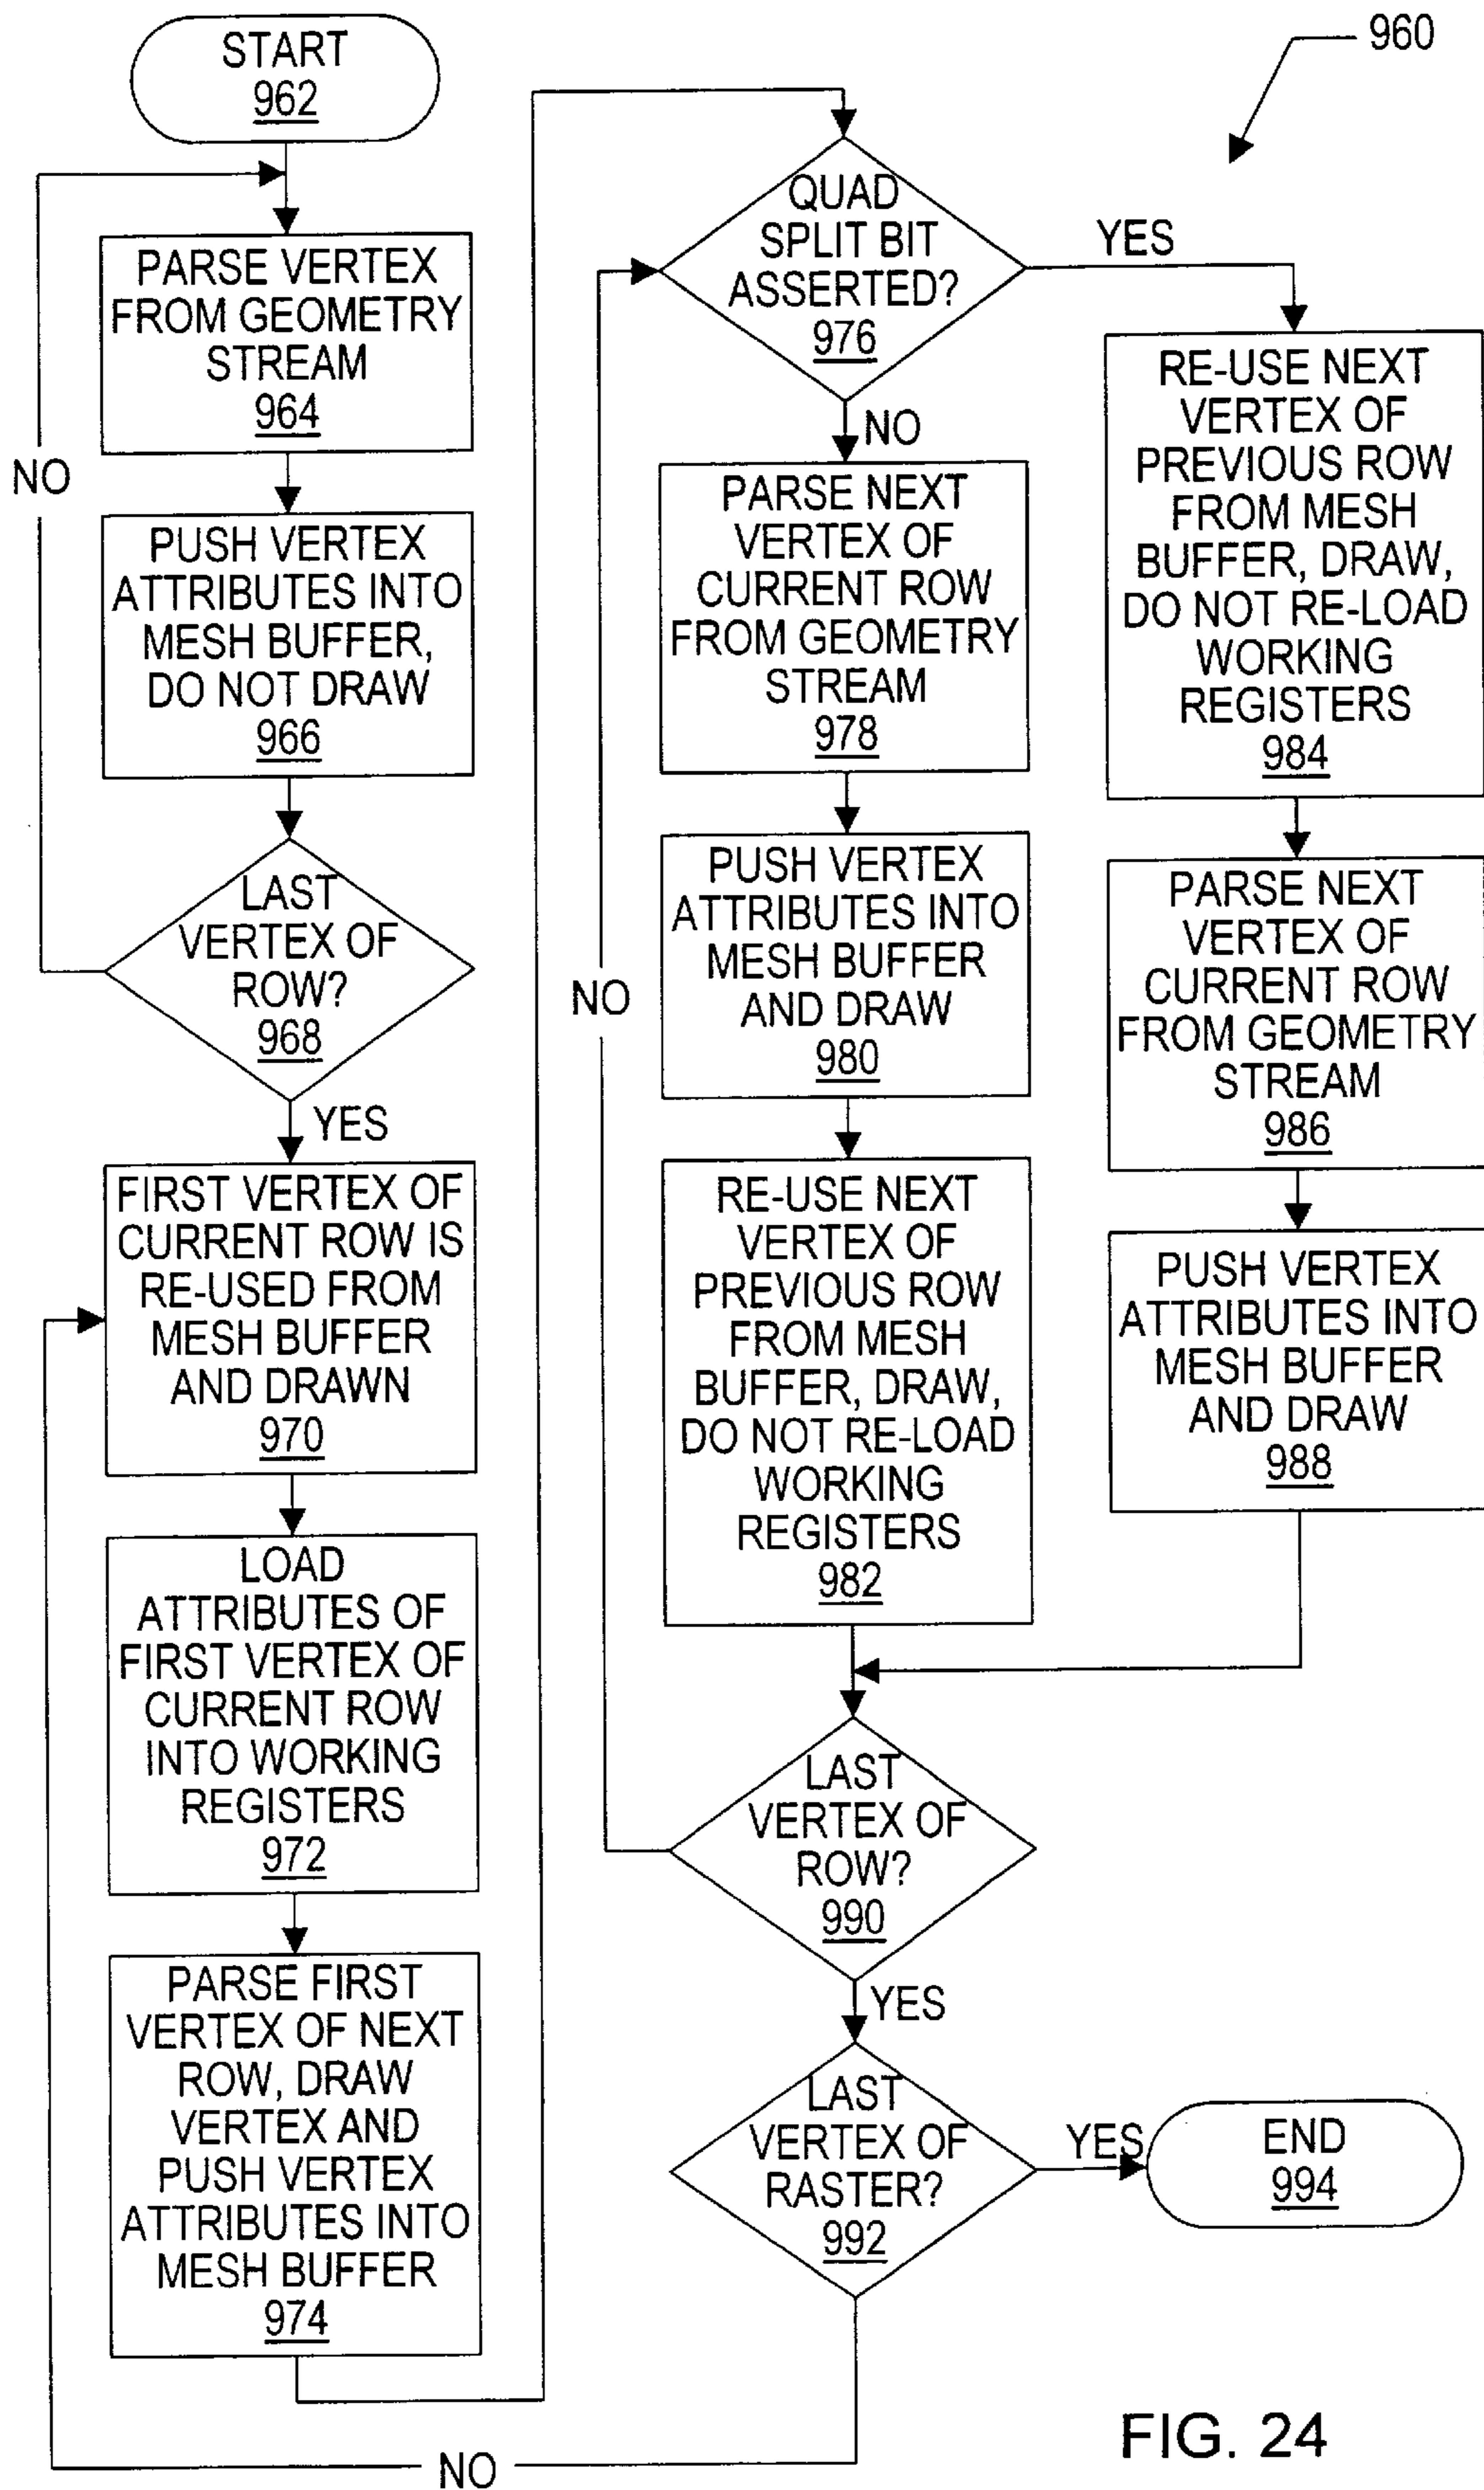 START
962
960
PARSE VERTEX
FROM GEOMETRY
STREAM
964
NO
PUSH VERTEX
ATTRIBUTES INTO
MESH BUFFER,
DO NOT DRAW
966
LAST
VERTEX OF
ROW?
968
YES
FIRST VERTEX OF
CURRENT ROW IS
RE-USED FROM
MESH BUFFER
AND DRAWN
970
LOAD
ATTRIBUTES OF
FIRST VERTEX OF
CURRENT ROW
INTO WORKING
REGISTERS
972
PARSE FIRST
VERTEX OF NEXT
ROW, DRAW
VERTEX AND
PUSH VERTEX
ATTRIBUTES INTO
MESH BUFFER
974
QUAD
SPLIT BIT
ASSERTED?
976
YES
NO
PARSE NEXT
VERTEX OF
CURRENT ROW
FROM GEOMETRY
STREAM
978
PUSH VERTEX
ATTRIBUTES INTO
MESH BUFFER
AND DRAW
980
NO
RE-USE NEXT
VERTEX OF
PREVIOUS ROW
FROM MESH
BUFFER, DRAW,
DO NOT RE-LOAD
WORKING
REGISTERS
982
RE-USE NEXT
VERTEX OF
PREVIOUS ROW
FROM MESH
BUFFER, DRAW,
DO NOT RE-LOAD
WORKING
REGISTERS
984
PARSE NEXT
VERTEX OF
CURRENT ROW
FROM GEOMETRY
STREAM
986
PUSH VERTEX
ATTRIBUTES INTO
MESH BUFFER
AND DRAW
988
LAST
VERTEX OF
ROW?
990
YES
LAST
VERTEX OF
RASTER?
992
YES
END
994
NO
FIG. 24